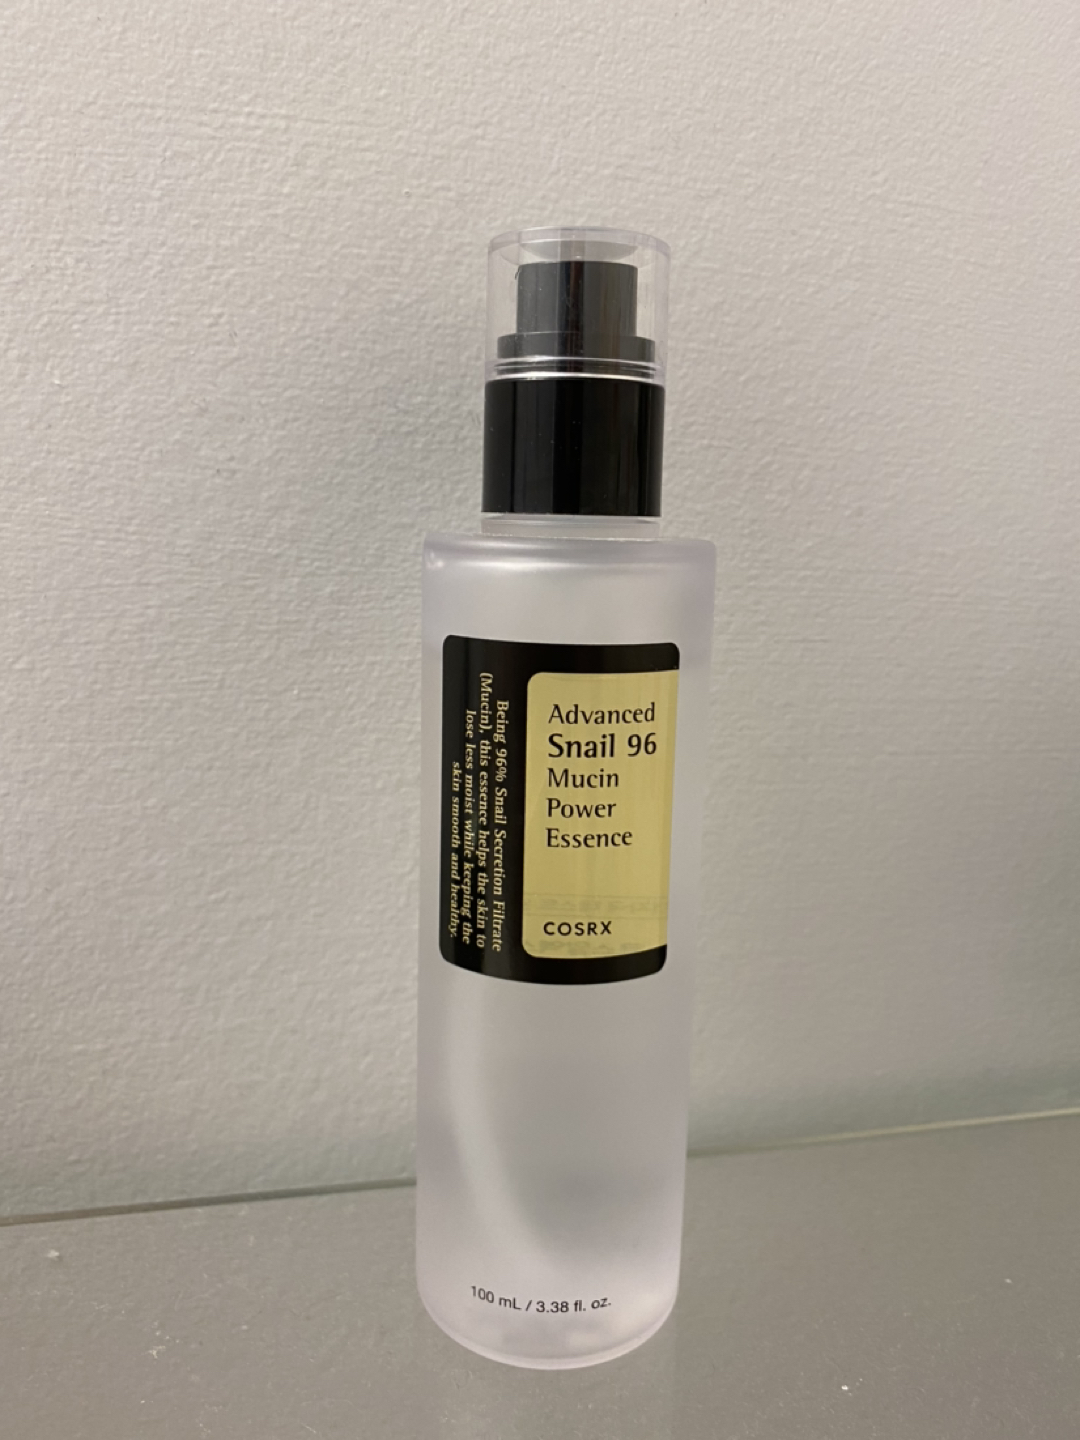 Advanced
Snail 96
Mucin
Power
Essence
COSRX
Being 96% Snail Secretion Filtrate
(Mucin), this essence helps the skin to
lose less moist while keeping the
skin smooth and healthy.
100 mL / 3.38 fl. oz.